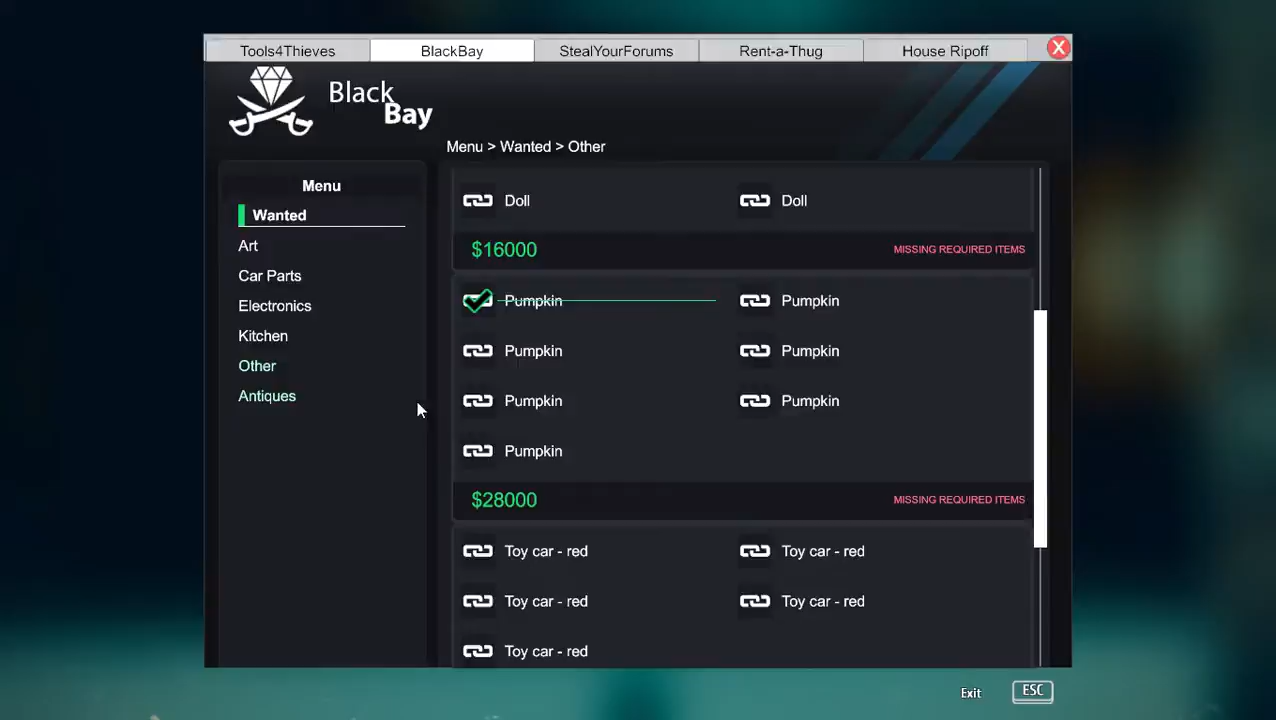 Tools4Thieves BlackBay StealYourForums Rent-a-Thug House Ripoff X
Black
Bay
Menu > Wanted > Other
Menu
Wanted
Art
Car Parts
Electronics
Kitchen
Other
Antiques
Doll Doll
$16000 MISSING REQUIRED ITEMS
Pumpkin Pumpkin
Pumpkin Pumpkin
Pumpkin Pumpkin
Pumpkin
$28000 MISSING REQUIRED ITEMS
Toy car - red Toy car - red
Toy car - red Toy car - red
Toy car - red
Exit ESC